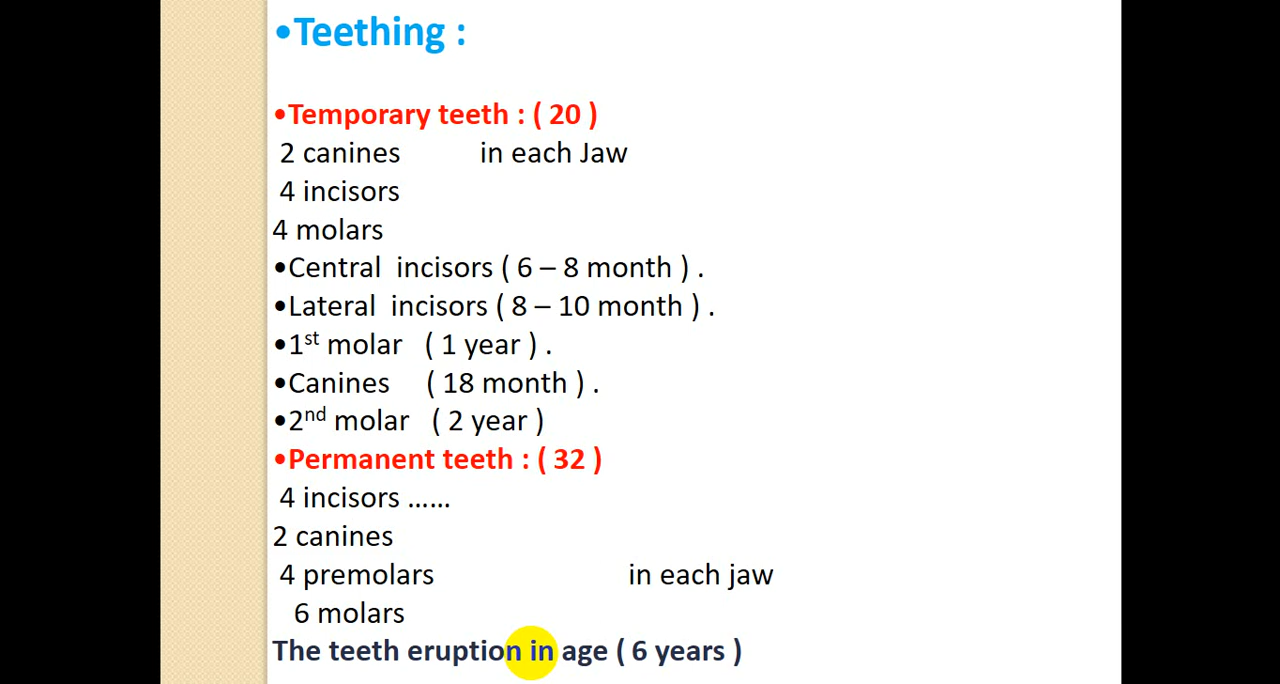 •Teething :
•Temporary teeth : ( 20 )
2 canines in each Jaw
4 incisors
4 molars
•Central incisors ( 6 – 8 month ) .
•Lateral incisors ( 8 – 10 month ) .
•1st molar ( 1 year ) .
•Canines ( 18 month ) .
•2nd molar ( 2 year )
•Permanent teeth : ( 32 )
4 incisors ……
2 canines
4 premolars in each jaw
6 molars
The teeth eruption in age ( 6 years )